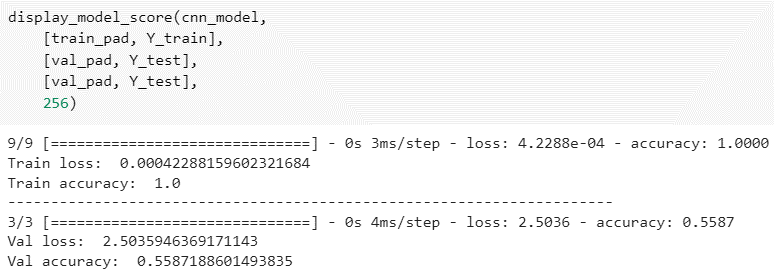 display_model_score(cnn_model,
    [train_pad, Y_train],
    [val_pad, Y_test],
    [val_pad, Y_test],
    256)
9/9 [==============================] - 0s 3ms/step - loss: 4.2288e-04 - accuracy: 1.0000
Train loss:  0.00042288159602321684
Train accuracy:  1.0
----------------------------------------------------------------------
3/3 [==============================] - 0s 4ms/step - loss: 2.5036 - accuracy: 0.5587
Val loss:  2.5035946369171143
Val accuracy:  0.5587188601493835